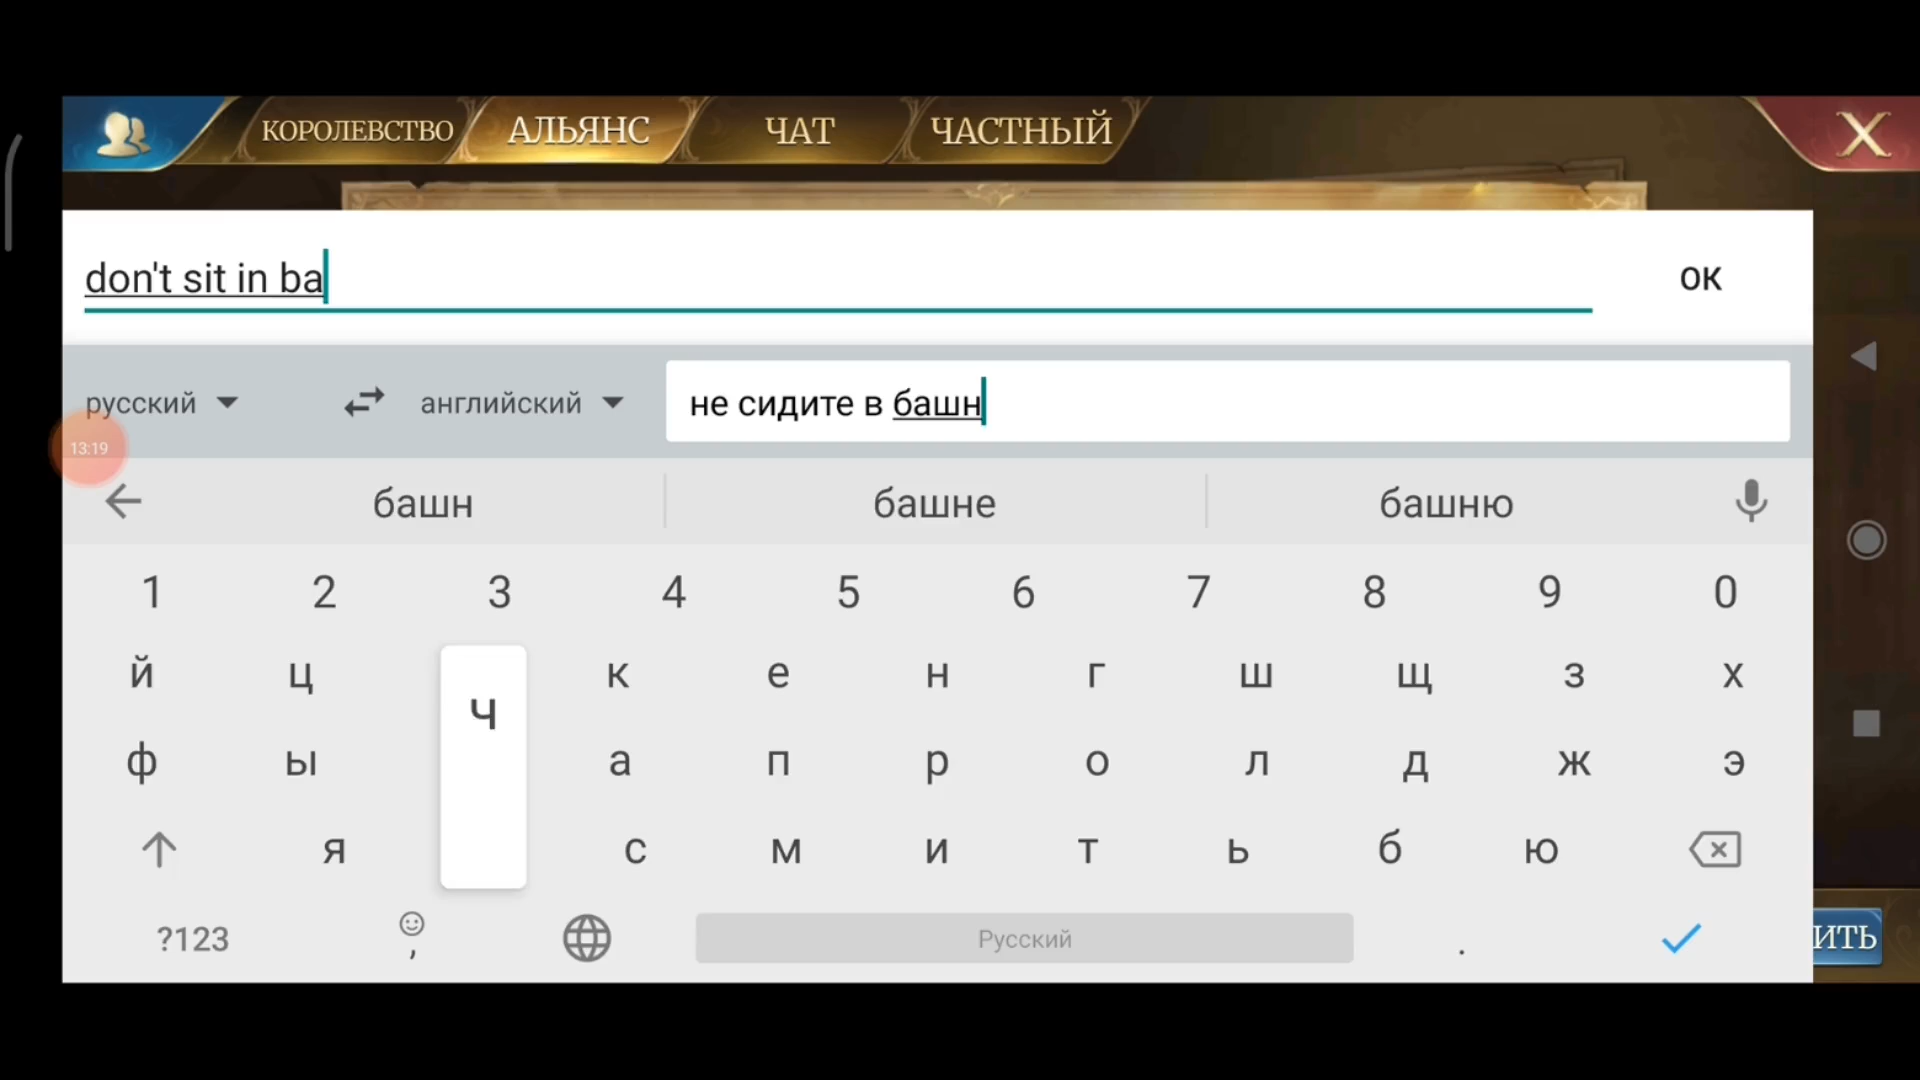 КОРОЛЕВСТВО АЛЬЯНС ЧАТ ЧАСТНЫЙ X
don't sit in ba ОК
русский английский не сидите в башн
13:19
башн башне башню
1 2 3 4 5 6 7 8 9 0
й ц ч к е н г ш щ з х
ф ы а п р о л д ж э
я с м и т ь б ю
?123 , Русский . ИТЬ